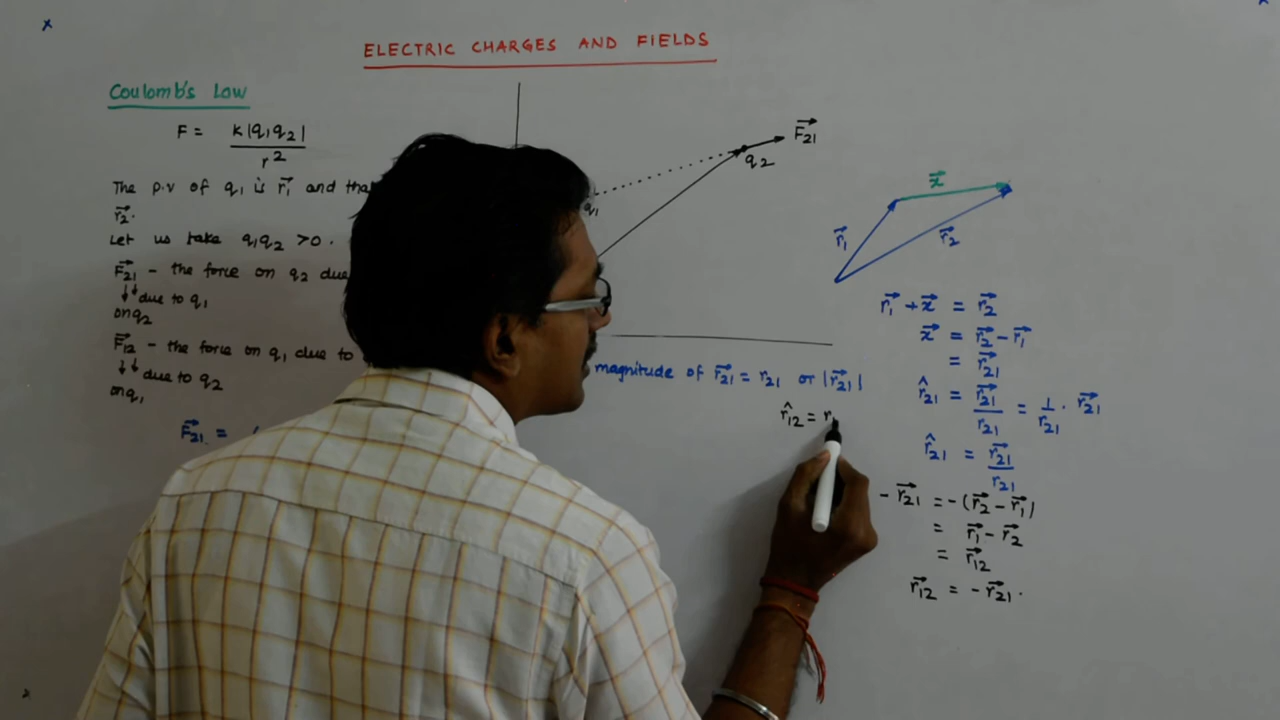 ELECTRIC CHARGES AND FIELDS
Coulomb's Law
F = k|q₁q₂| / r²
The p.v of q₁ is r₁⃗ and
r₂⃗.
Let us take q₁q₂ >0.
F₂₁⃗ - the force on q₂ due
↓↓ due to q₁
on q₂
F₁₂⃗ - the force on q₁ due to
↓↓ due to q₂
on q₁
F₂₁⃗ =
q₁
q₂
F₂₁⃗
magnitude of r₂₁⃗ = r₂₁ or |r₂₁⃗|
r̂₁₂ = r₁
x⃗
r₁⃗
r₂⃗
r₁⃗ + x⃗ = r₂⃗
x⃗ = r₂⃗ - r₁⃗
= r₂₁⃗
r̂₂₁ = r₂₁⃗ / r₂₁ = 1/r₂₁ . r₂₁⃗
r̂₂₁ = r₂₁⃗ / r₂₁
- r₂₁⃗ = -(r₂⃗ - r₁⃗)
= r₁⃗ - r₂⃗
= r₁₂⃗
r₁₂⃗ = - r₂₁⃗.